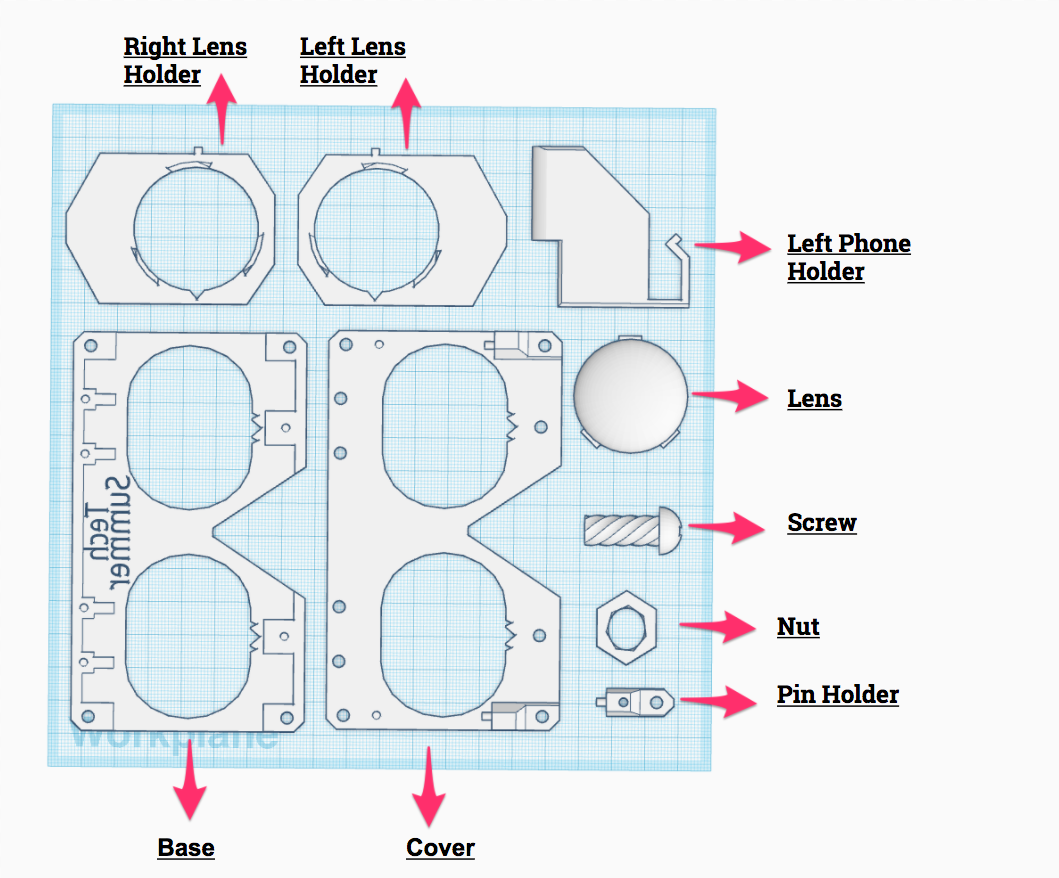 Right Lens
Holder
Left Lens
Holder
Left Phone
Holder
Lens
Screw
Summer
Tech
Nut
Pin Holder
Workplane
Base
Cover